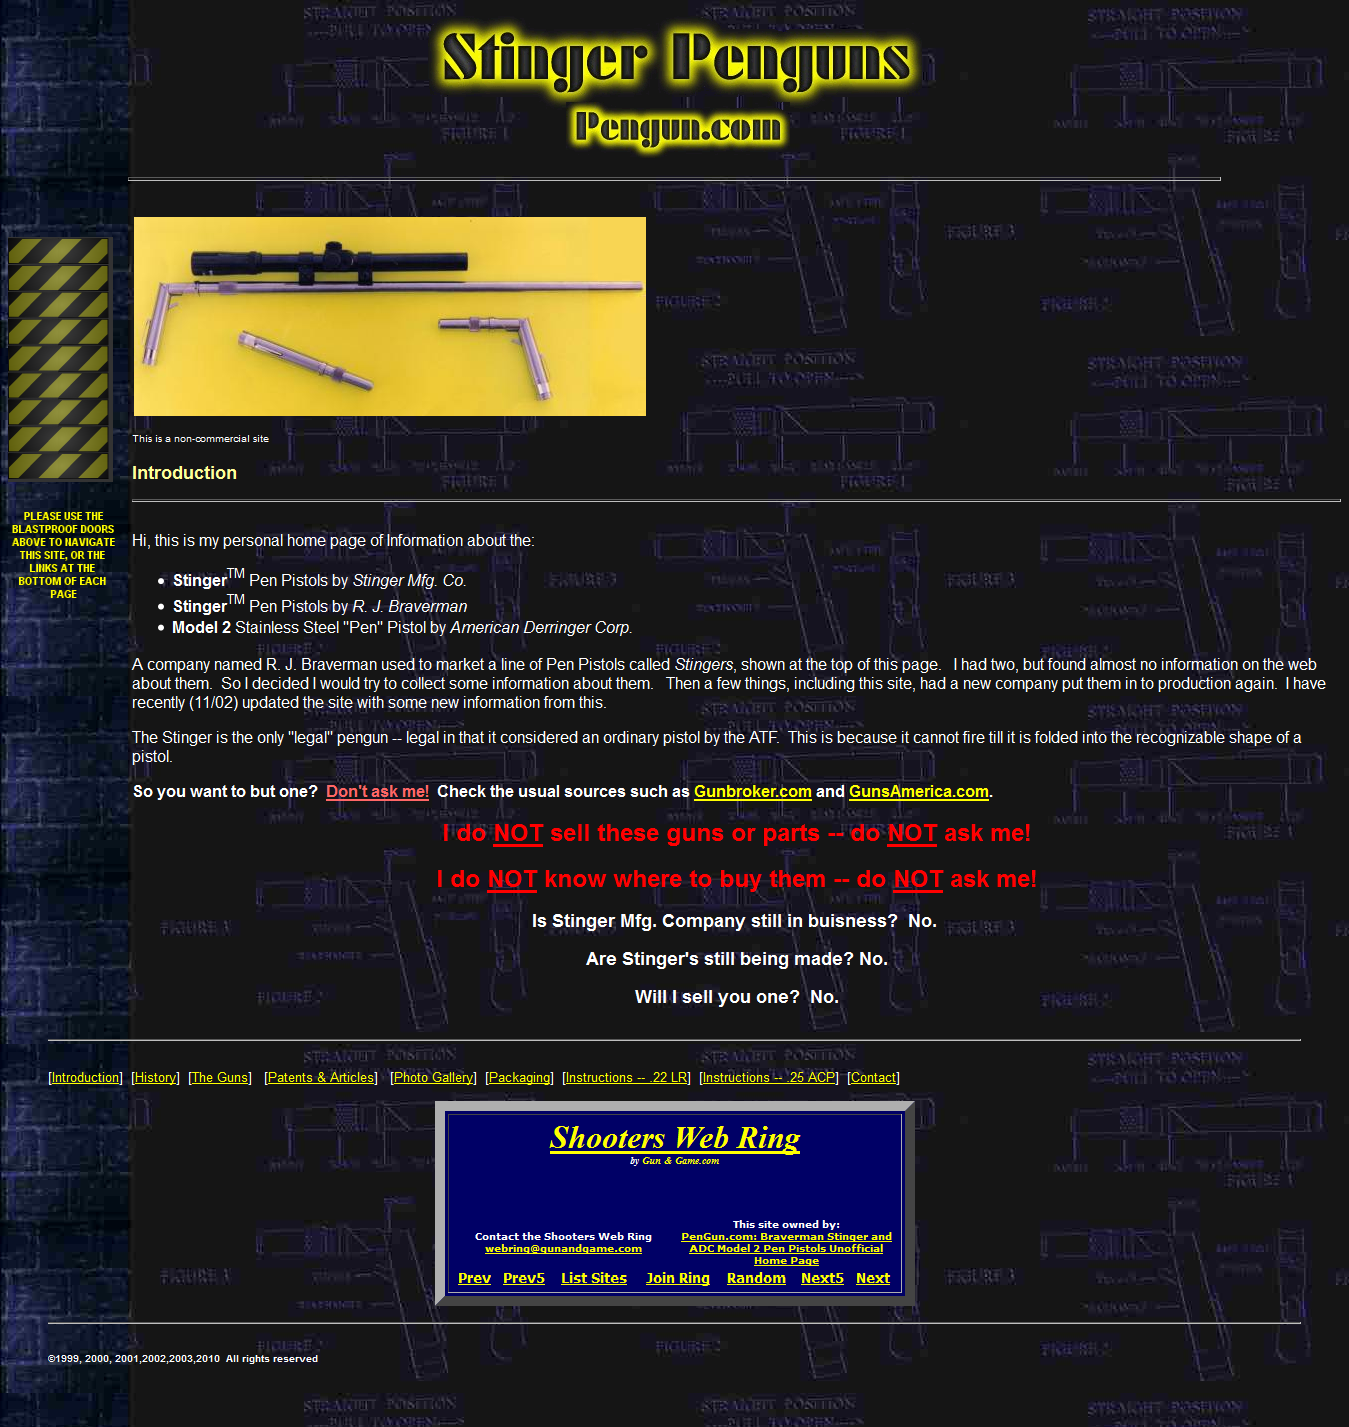 Stinger Penguns
Pengun.com
This is a non-commercial site
Introduction
PLEASE USE THE
BLASTPROOF DOORS
ABOVE TO NAVIGATE
THIS SITE, OR THE
LINKS AT THE
BOTTOM OF EACH
PAGE
Hi, this is my personal home page of Information about the:
StingerTM Pen Pistols by Stinger Mfg. Co.
StingerTM Pen Pistols by R. J. Braverman
Model 2 Stainless Steel "Pen" Pistol by American Derringer Corp.
A company named R. J. Braverman used to market a line of Pen Pistols called Stingers, shown at the top of this page. I had two, but found almost no information on the web
about them. So I decided I would try to collect some information about them. Then a few things, including this site, had a new company put them in to production again. I have
recently (11/02) updated the site with some new information from this.
The Stinger is the only "legal" pengun -- legal in that it considered an ordinary pistol by the ATF. This is because it cannot fire till it is folded into the recognizable shape of a
pistol.
So you want to but one? Don't ask me! Check the usual sources such as Gunbroker.com and GunsAmerica.com.
I do NOT sell these guns or parts -- do NOT ask me!
I do NOT know where to buy them -- do NOT ask me!
Is Stinger Mfg. Company still in buisness? No.
Are Stinger's still being made? No.
Will I sell you one? No.
[Introduction] [History] [The Guns] [Patents & Articles] [Photo Gallery] [Packaging] [Instructions -- .22 LR] [Instructions -- .25 ACP] [Contact]
Shooters Web Ring
by Gun & Game.com
Contact the Shooters Web Ring
webring@gunandgame.com
This site owned by:
PenGun.com: Braverman Stinger and
ADC Model 2 Pen Pistols Unofficial
Home Page
Prev Prev5 List Sites Join Ring Random Next5 Next
©1999, 2000, 2001,2002,2003,2010 All rights reserved
STRAIGHT POSITION
PULL TO OPEN
FIGURE 1
FIGURE 2
FIGURE 3